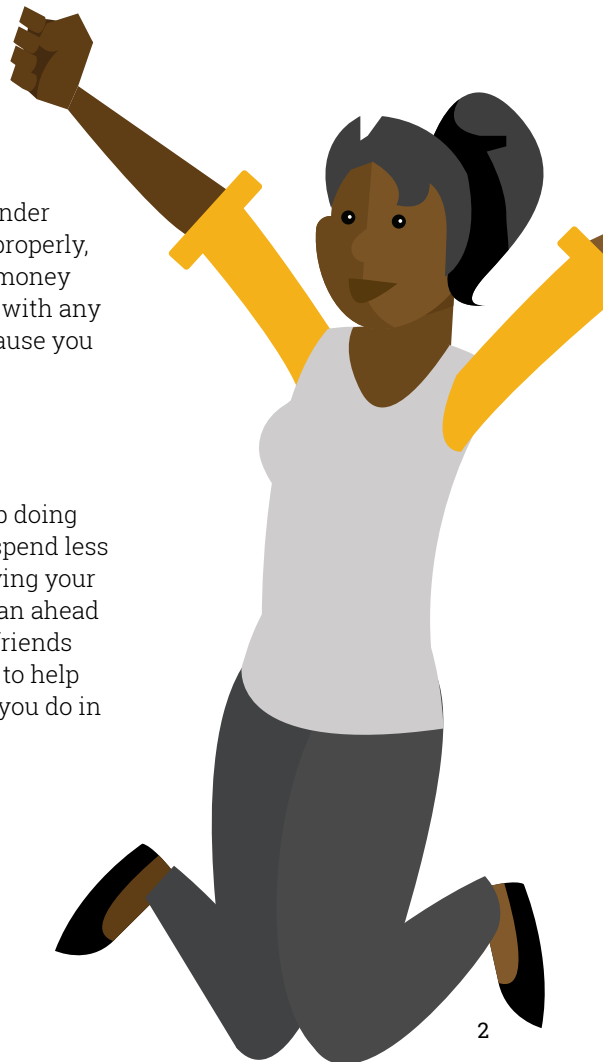 nder
properly,
money
with any
ause you
o doing
spend less
ving your
an ahead
friends
to help
you do in
2